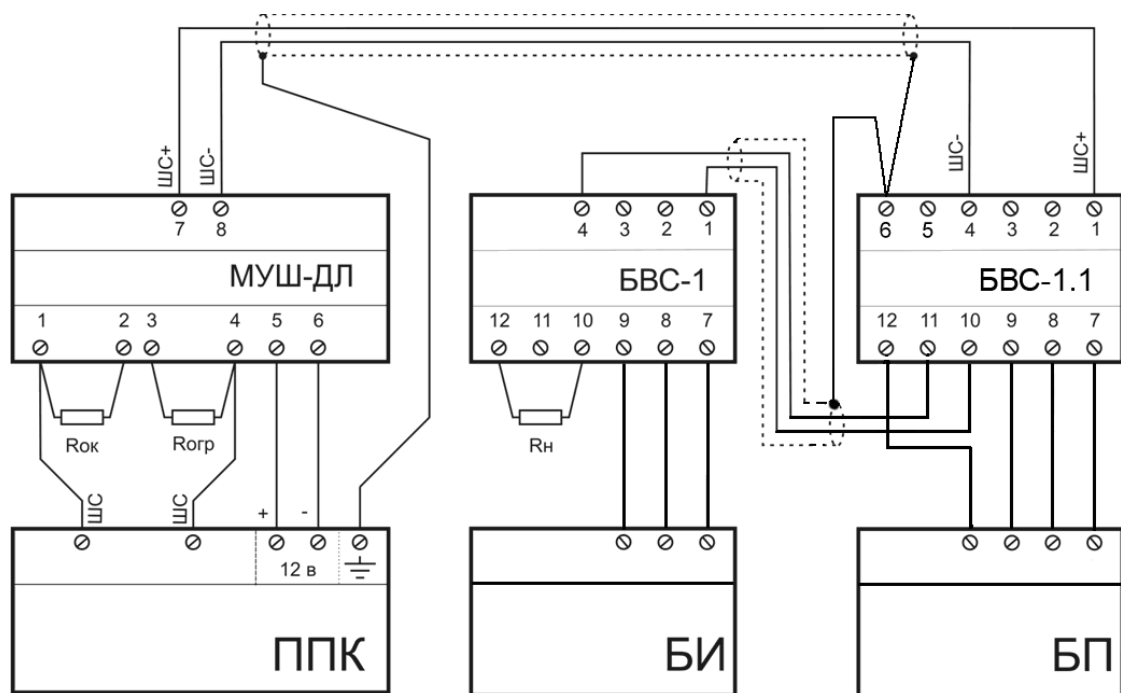 ШС+
ШС-
ШС-
ШС+
7 8
4 3 2 1
6 5 4 3 2 1
МУШ-ДЛ
БВС-1
БВС-1.1
1 2 3 4 5 6
12 11 10 9 8 7
12 11 10 9 8 7
Rок
Rогр
Rн
ШС
ШС
+
-
12 в
ППК
БИ
БП